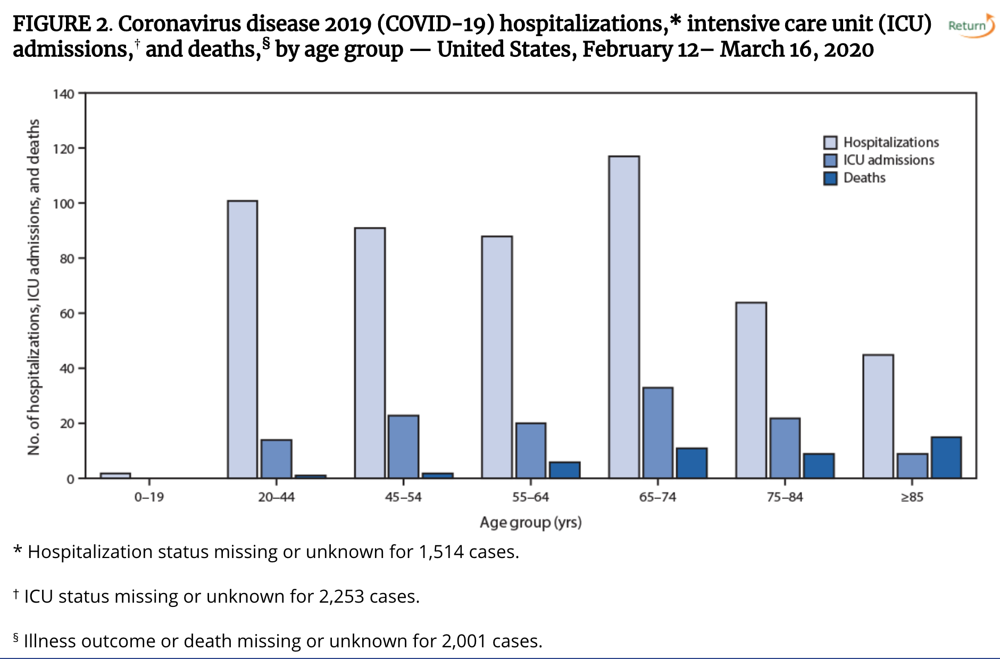 FIGURE 2. Coronavirus disease 2019 (COVID-19) hospitalizations,* intensive care unit (ICU)
admissions,† and deaths,§ by age group — United States, February 12– March 16, 2020
Return
No. of hospitalizations, ICU admissions, and deaths
140
120
100
80
60
40
20
0
Hospitalizations
ICU admissions
Deaths
0–19 20–44 45–54 55–64 65–74 75–84 ≥85
Age group (yrs)
* Hospitalization status missing or unknown for 1,514 cases.
† ICU status missing or unknown for 2,253 cases.
§ Illness outcome or death missing or unknown for 2,001 cases.